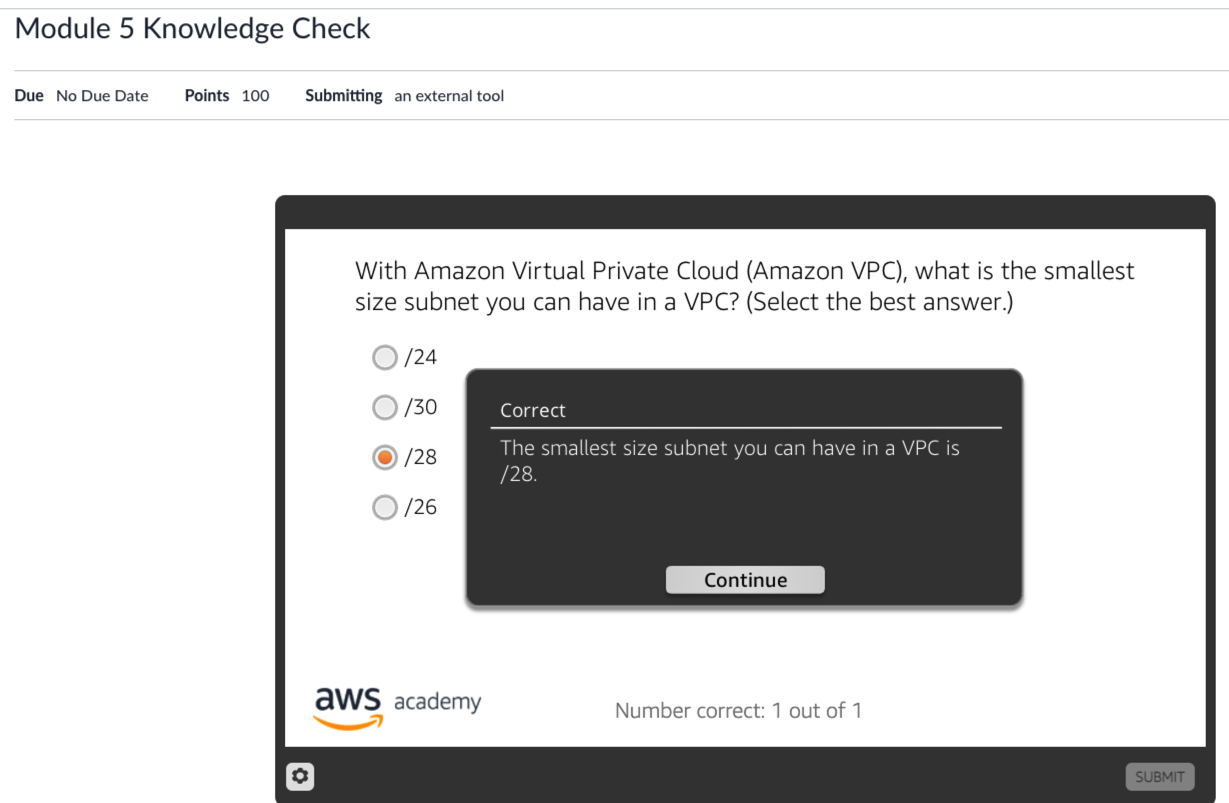 Module 5 Knowledge Check
Due No Due Date Points 100 Submitting an external tool
With Amazon Virtual Private Cloud (Amazon VPC), what is the smallest
size subnet you can have in a VPC? (Select the best answer.)
/24
/30
/28
/26
Correct
The smallest size subnet you can have in a VPC is
/28.
Continue
aws academy
Number correct: 1 out of 1
SUBMIT